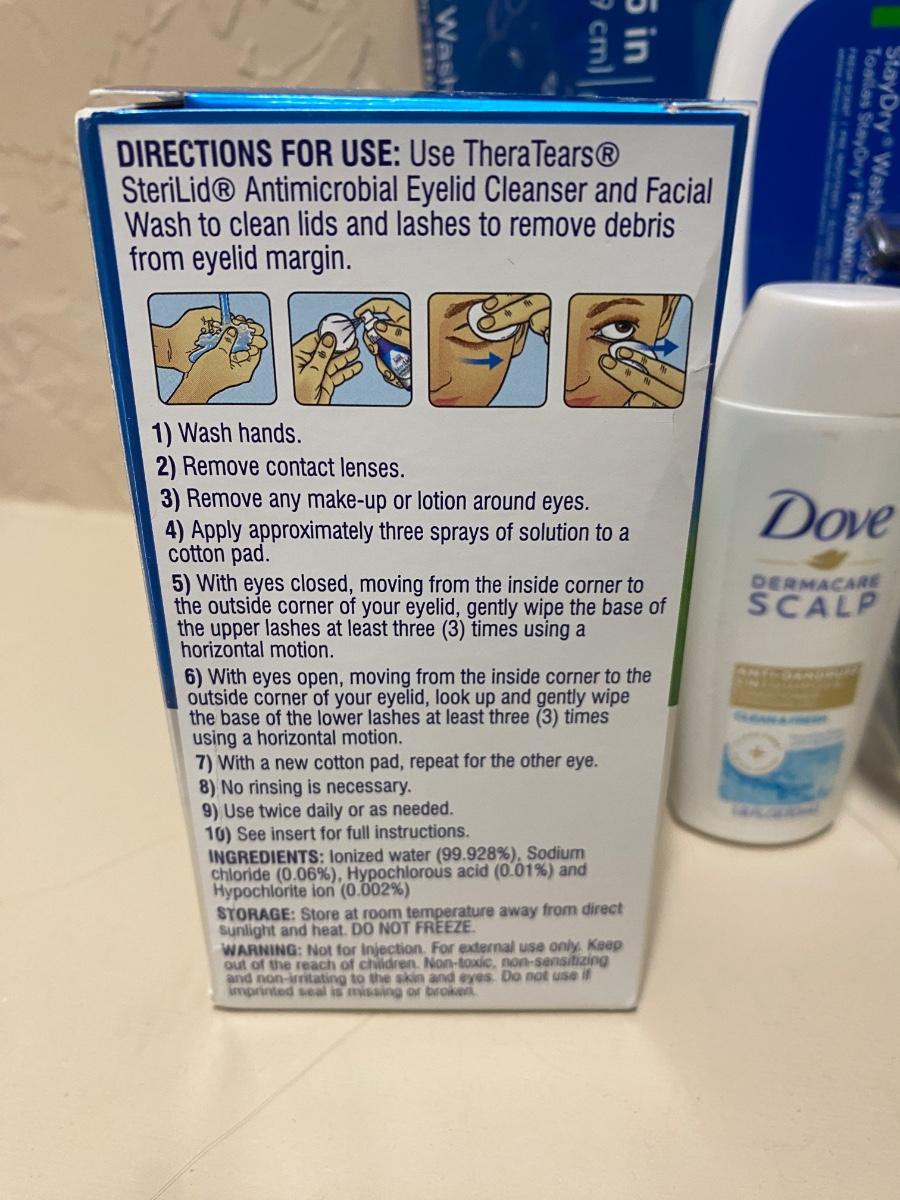 DIRECTIONS FOR USE: Use TheraTears®
SteriLid® Antimicrobial Eyelid Cleanser and Facial
Wash to clean lids and lashes to remove debris
from eyelid margin.
1) Wash hands.
2) Remove contact lenses.
3) Remove any make-up or lotion around eyes.
4) Apply approximately three sprays of solution to a
cotton pad.
5) With eyes closed, moving from the inside corner to
the outside corner of your eyelid, gently wipe the base of
the upper lashes at least three (3) times using a
horizontal motion.
6) With eyes open, moving from the inside corner to the
outside corner of your eyelid, look up and gently wipe
the base of the lower lashes at least three (3) times
using a horizontal motion.
7) With a new cotton pad, repeat for the other eye.
8) No rinsing is necessary.
9) Use twice daily or as needed.
10) See insert for full instructions.
INGREDIENTS: Ionized water (99.928%), Sodium
chloride (0.06%), Hypochlorous acid (0.01%) and
Hypochlorite ion (0.002%)
STORAGE: Store at room temperature away from direct
sunlight and heat. DO NOT FREEZE.
WARNING: Not for Injection. For external use only. Keep
out of the reach of children. Non-toxic, non-sensitizing
and non-irritating to the skin and eyes. Do not use if
imprinted seal is missing or broken.
Dove
DERMACARE
SCALP
ANTI-DANDRUFF
CLEAN & FRESH
5 in
9 cm)
Wash
StayDry® Wash